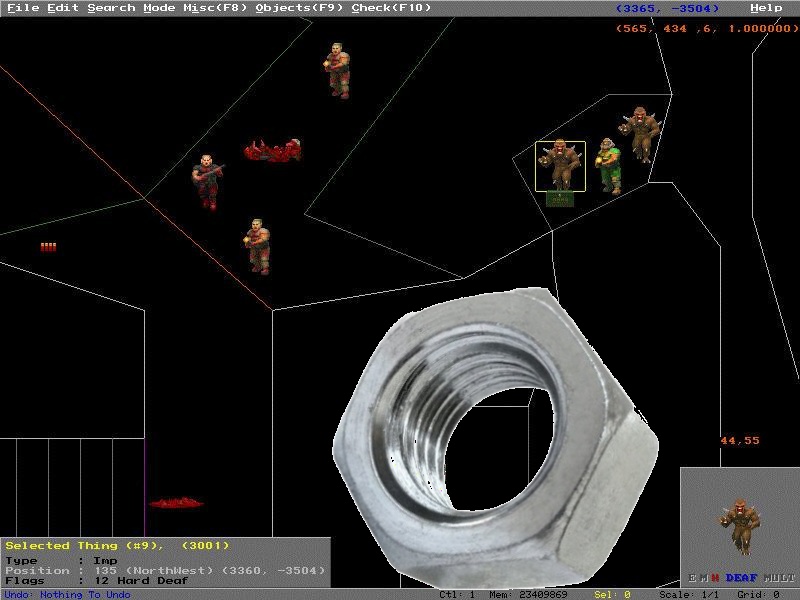 File Edit Search Mode Misc(F8) Objects(F9) Check(F10) (3365, -3504) Help
(565, 434 ,6, 1.000000)
44,55
Selected Thing (#9), (3001)
Type : Imp
Position : 135 (NorthWest) (3360, -3504)
Flags : 12 Hard Deaf
E M H DEAF MULT
Undo: Nothing To Undo Ctl: 1 Mem: 23409869 Sel: 0 Scale: 1/1 Grid: 0